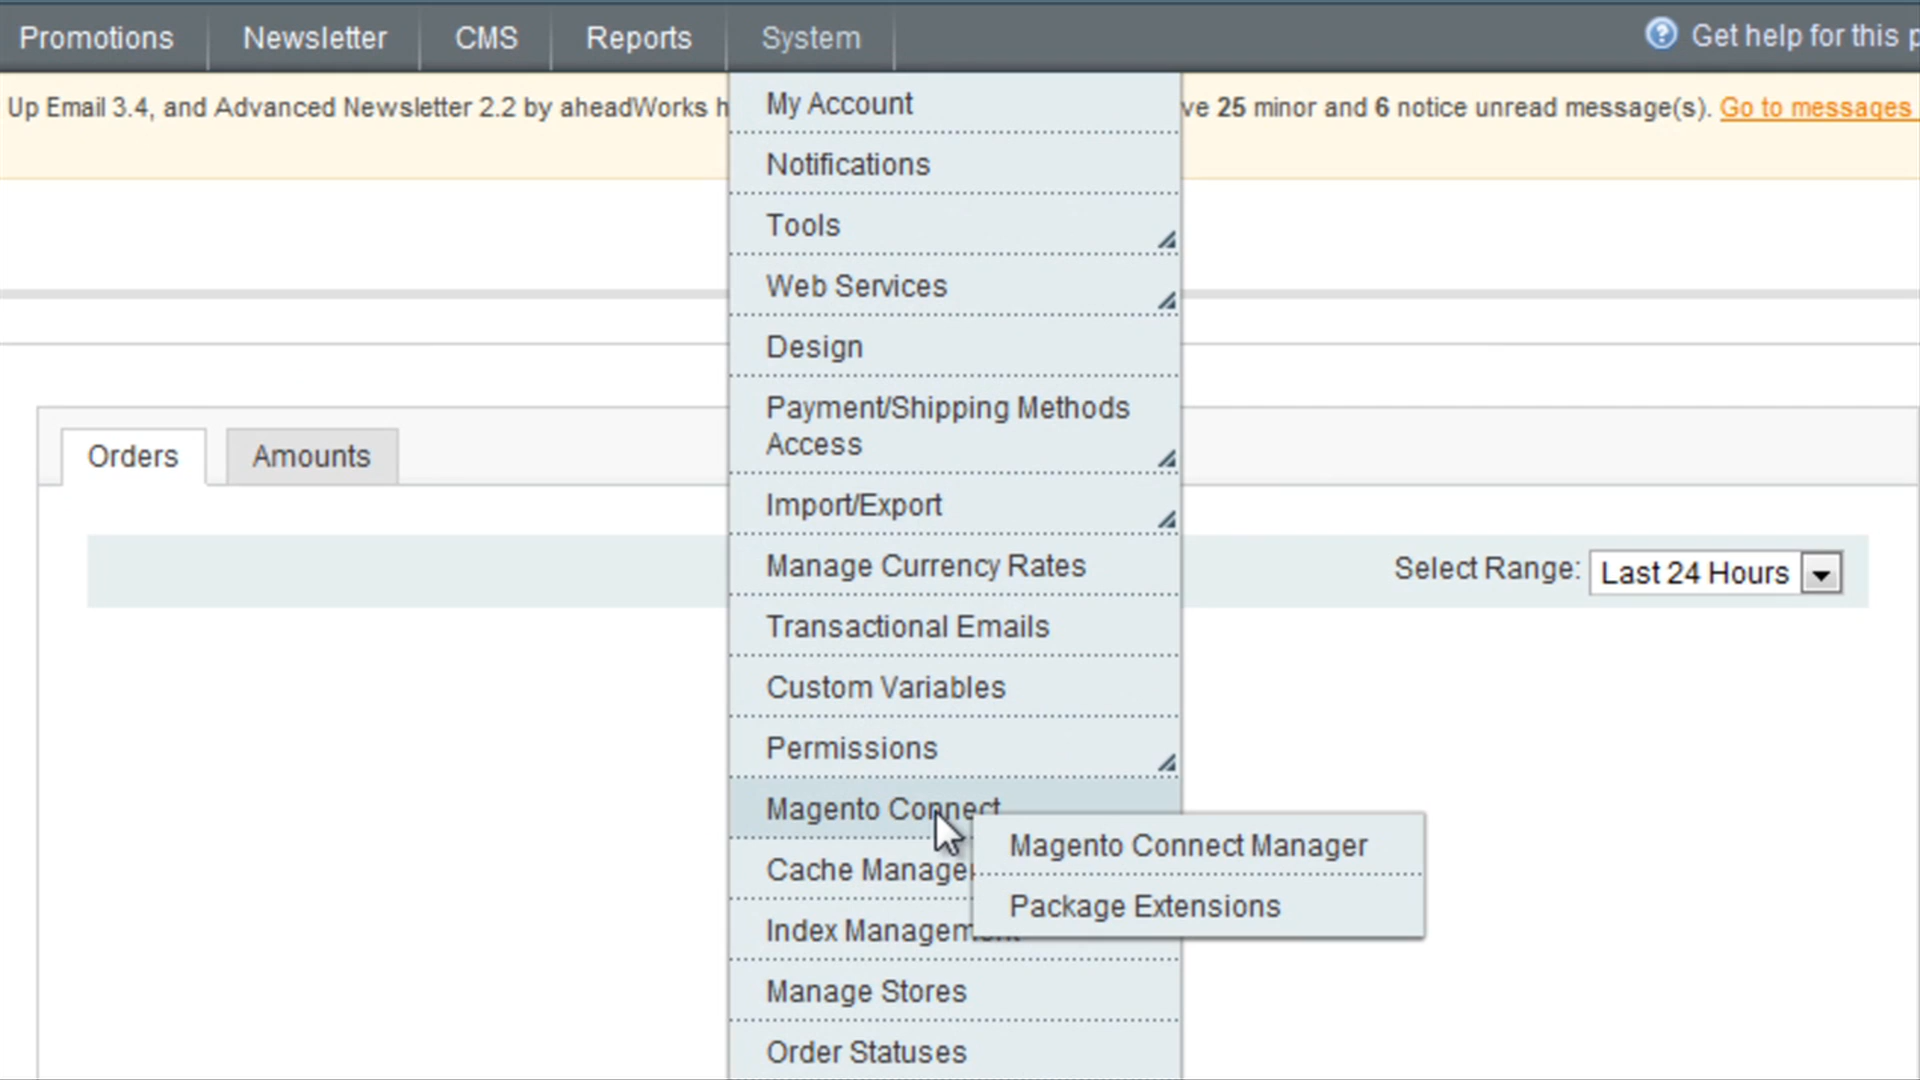 Promotions
Newsletter
CMS
Reports
System
Get help for this p
Up Email 3.4, and Advanced Newsletter 2.2 by aheadWorks h
ve 25 minor and 6 notice unread message(s). Go to messages
My Account
Notifications
Tools
Web Services
Design
Payment/Shipping Methods
Access
Orders
Amounts
Import/Export
Select Range: Last 24 Hours
Manage Currency Rates
Transactional Emails
Custom Variables
Permissions
Magento Connect
Magento Connect Manager
Package Extensions
Cache Manage
Index Management
Manage Stores
Order Statuses